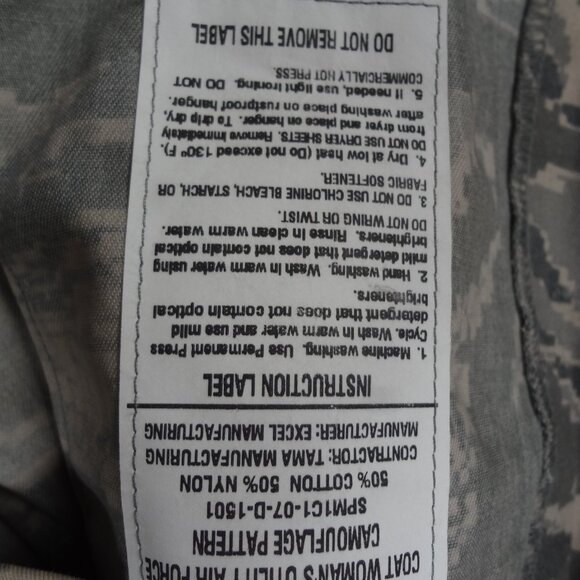 COAT WOMAN'S UTILITY AIR FORCE
CAMOUFLAGE PATTERN
SPM1C1-07-D-1501
50% COTTON 50% NYLON
CONTRACTOR: TAMA MANUFACTURING
MANUFACTURER: EXCEL MANUFACTURING
INSTRUCTION LABEL
1. Machine washing. Use Permanent Press
Cycle. Wash in warm water and use mild
detergent that does not contain optical
brighteners.
2. Hand washing. Wash in warm water using
mild detergent that does not contain optical
brighteners. Rinse in clean warm water.
DO NOT WRING OR TWIST.
3. DO NOT USE CHLORINE BLEACH, STARCH, OR
FABRIC SOFTENER.
4. Dry at low heat (Do not exceed 130° F).
DO NOT USE DRYER SHEETS. Remove immediately
from dryer and place on hanger. To drip dry,
after washing place on rustproof hanger.
5. If needed, use light ironing. DO NOT
COMMERCIALLY HOT PRESS.
DO NOT REMOVE THIS LABEL